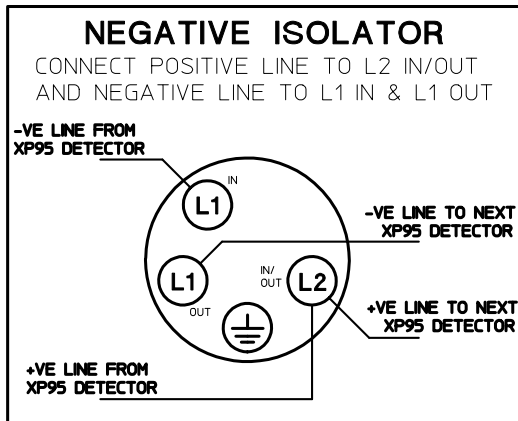 NEGATIVE ISOLATOR
CONNECT POSITIVE LINE TO L2 IN/OUT
AND NEGATIVE LINE TO L1 IN & L1 OUT
-VE LINE FROM
XP95 DETECTOR
IN
L1
-VE LINE TO NEXT
XP95 DETECTOR
L1
OUT
IN/
OUT
L2
+VE LINE TO NEXT
XP95 DETECTOR
+VE LINE FROM
XP95 DETECTOR